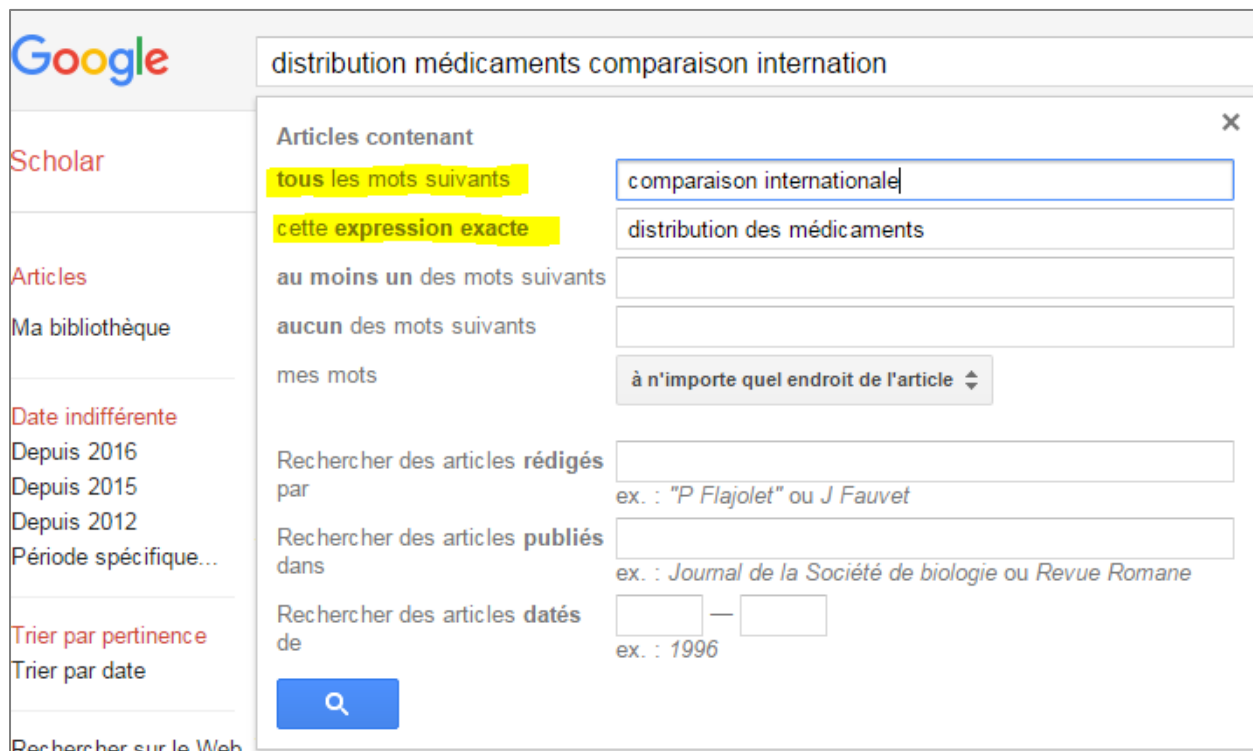 Google
distribution médicaments comparaison internation
Scholar
Articles
Ma bibliothèque
Date indifférente
Depuis 2016
Depuis 2015
Depuis 2012
Période spécifique...
Trier par pertinence
Trier par date
Rechercher sur le Web
Articles contenant
×
tous les mots suivants
comparaison internationale
cette expression exacte
distribution des médicaments
au moins un des mots suivants
aucun des mots suivants
mes mots
à n'importe quel endroit de l'article
Rechercher des articles rédigés
par
ex. : "P Flajolet" ou J Fauvet
Rechercher des articles publiés
dans
ex. : Journal de la Société de biologie ou Revue Romane
Rechercher des articles datés
de
—
ex. : 1996